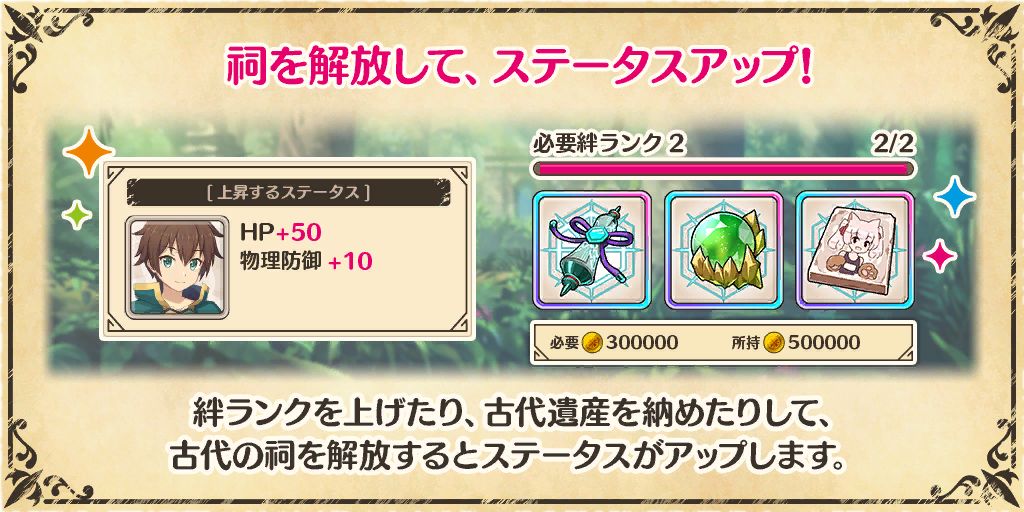 祠を解放して、ステータスアップ！
必要絆ランク 2
2/2
[ 上昇するステータス ]
HP+50
物理防御 +10
必要 300000
所持 500000
絆ランクを上げたり、古代遺産を納めたりして、
古代の祠を解放するとステータスがアップします。